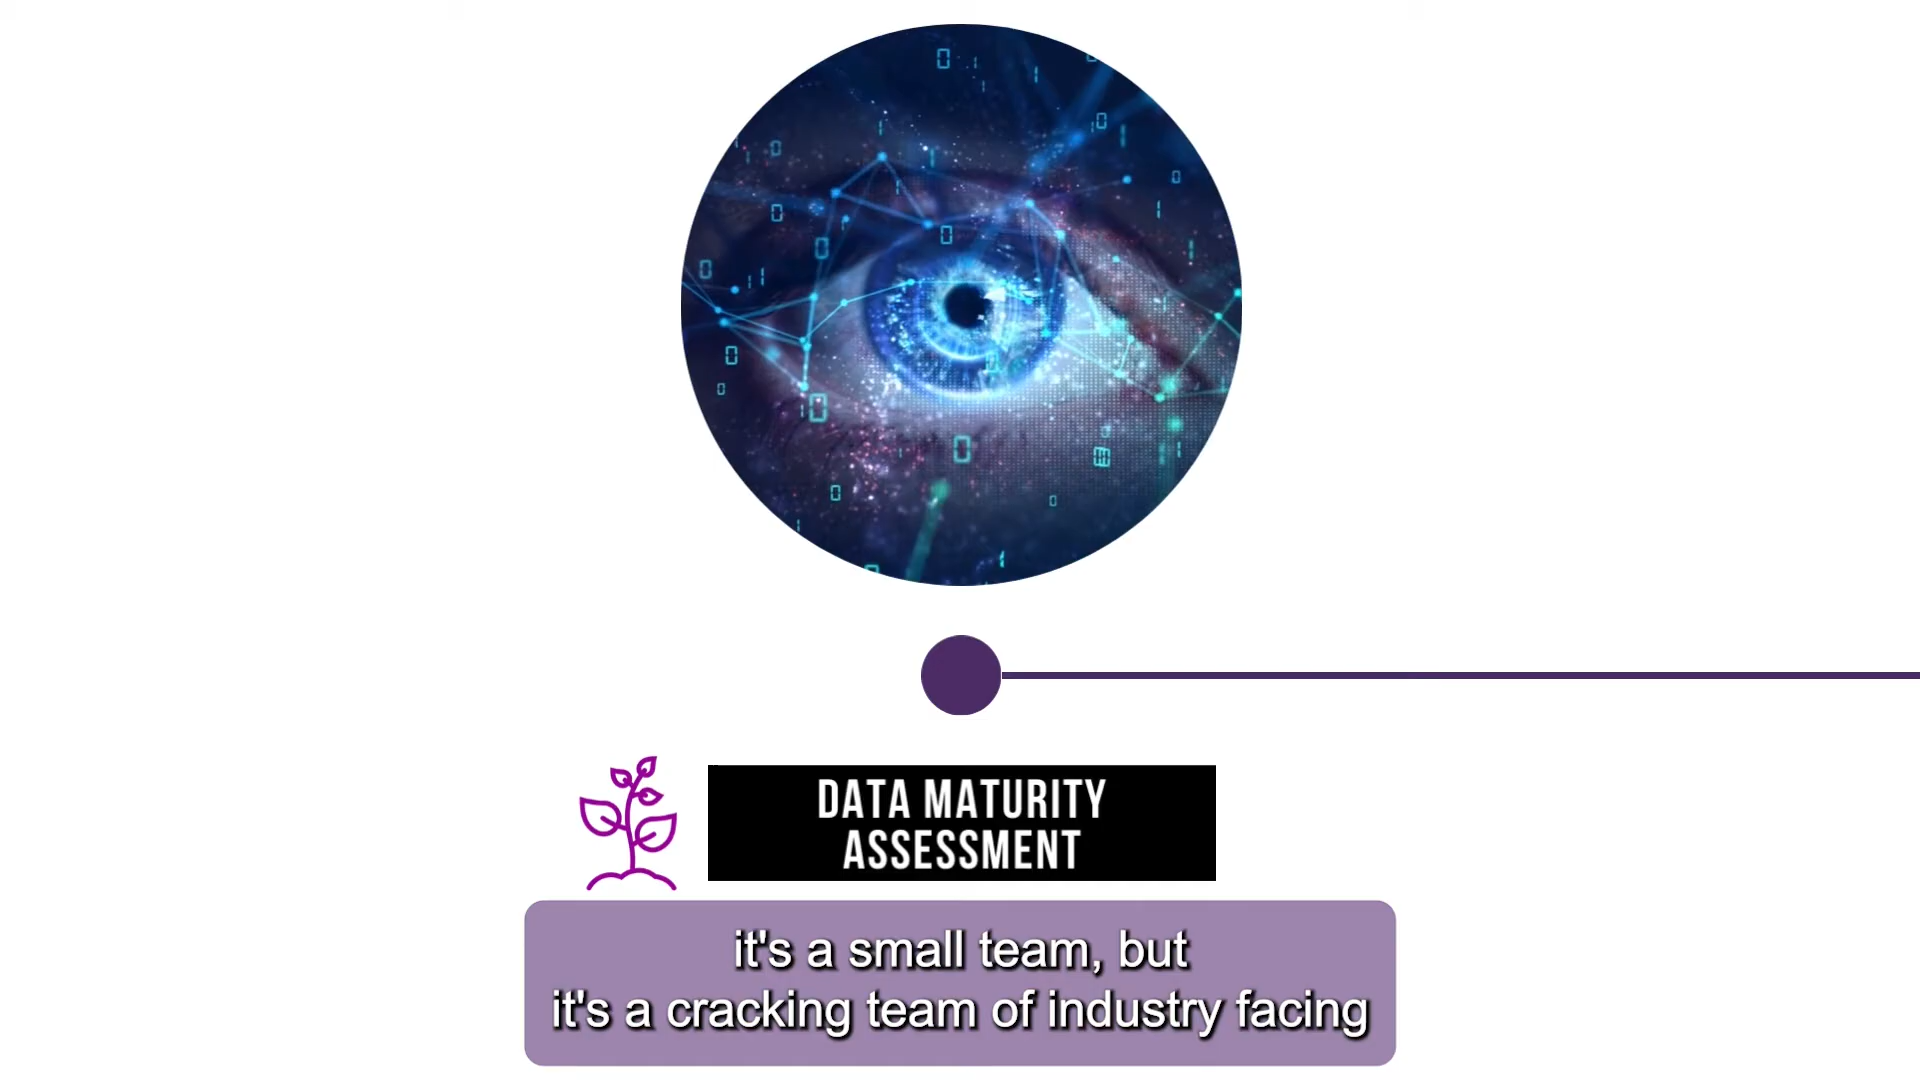 DATA MATURITY
ASSESSMENT
it's a small team, but
it's a cracking team of industry facing